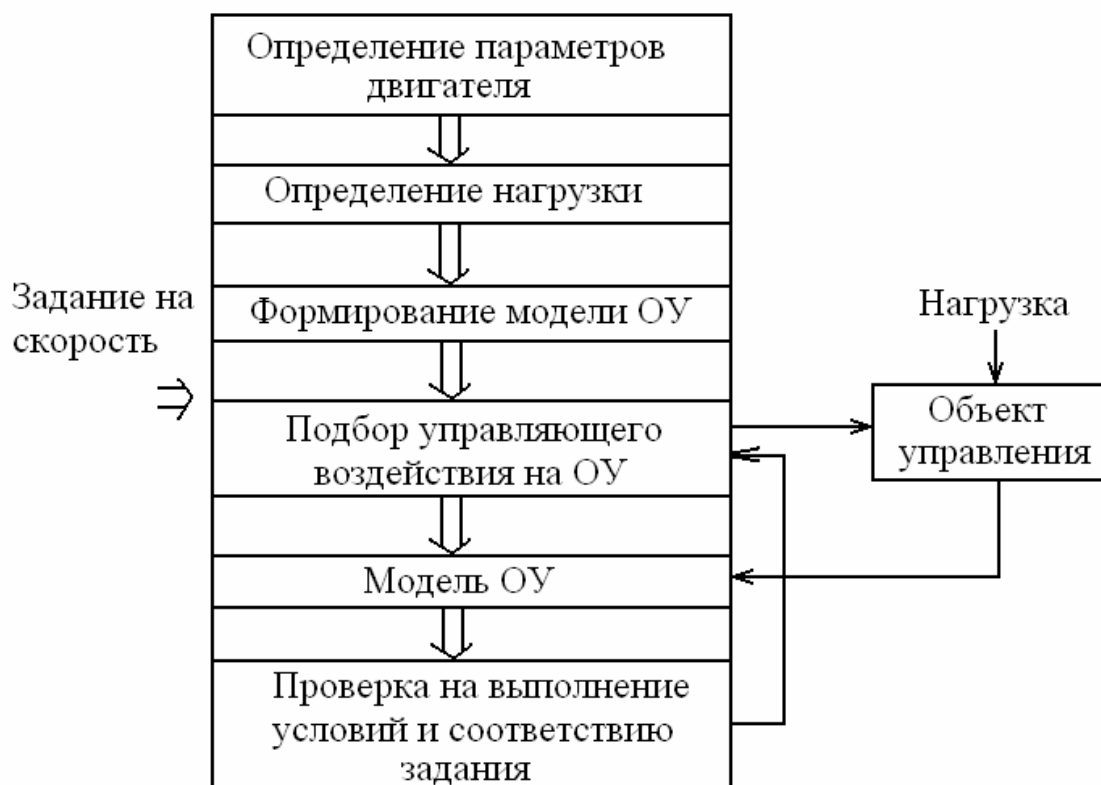 Определение параметров
двигателя
Определение нагрузки
Задание на
скорость
Формирование модели ОУ
Нагрузка
Подбор управляющего
воздействия на ОУ
Объект
управления
Модель ОУ
Проверка на выполнение
условий и соответствию
задания